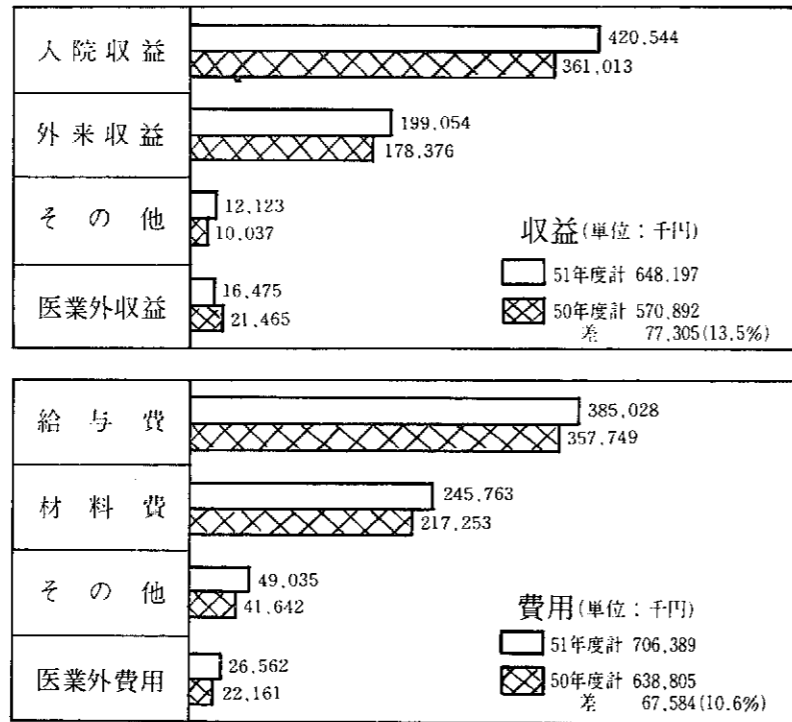 入院収益
420,544
361,013
外来収益
199,054
178,376
その他
12,123
10,037
医業外収益
16,475
21,465
収益(単位:千円)
51年度計 648,197
50年度計 570,892
差 77,305(13.5%)
給与費
385,028
357,749
材料費
245,763
217,253
その他
49,035
41,642
医業外費用
26,562
22,161
費用(単位:千円)
51年度計 706,389
50年度計 638,805
差 67,584(10.6%)